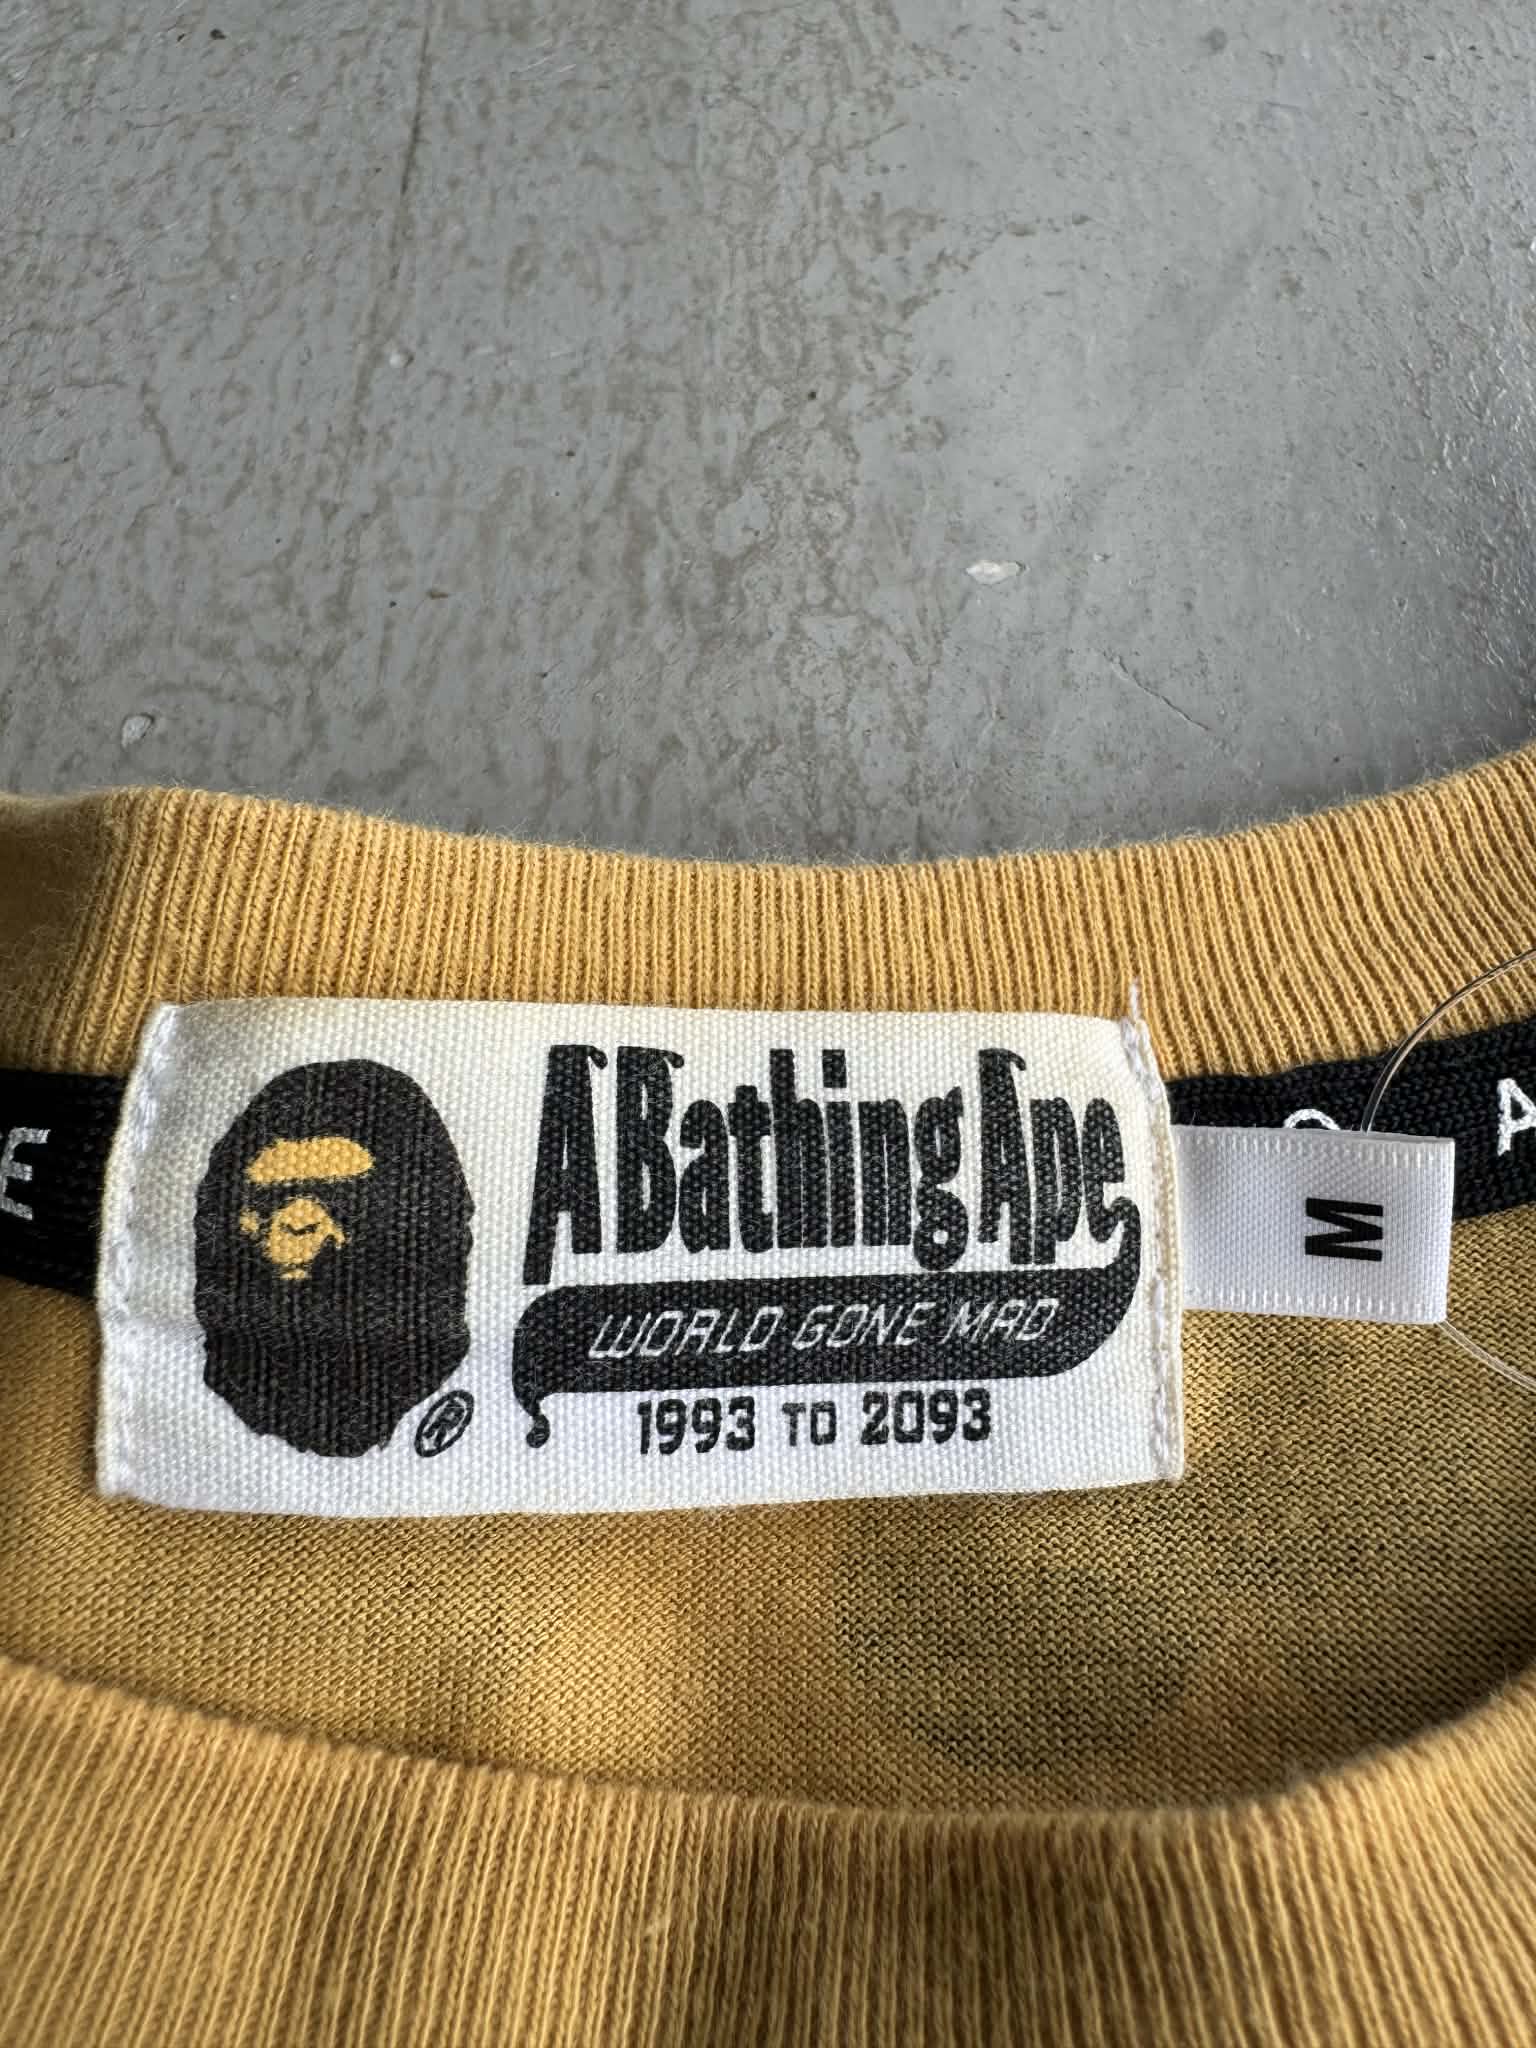 A Bathing Ape
WORLD GONE MAD
1993 TO 2093
®
M
E
A